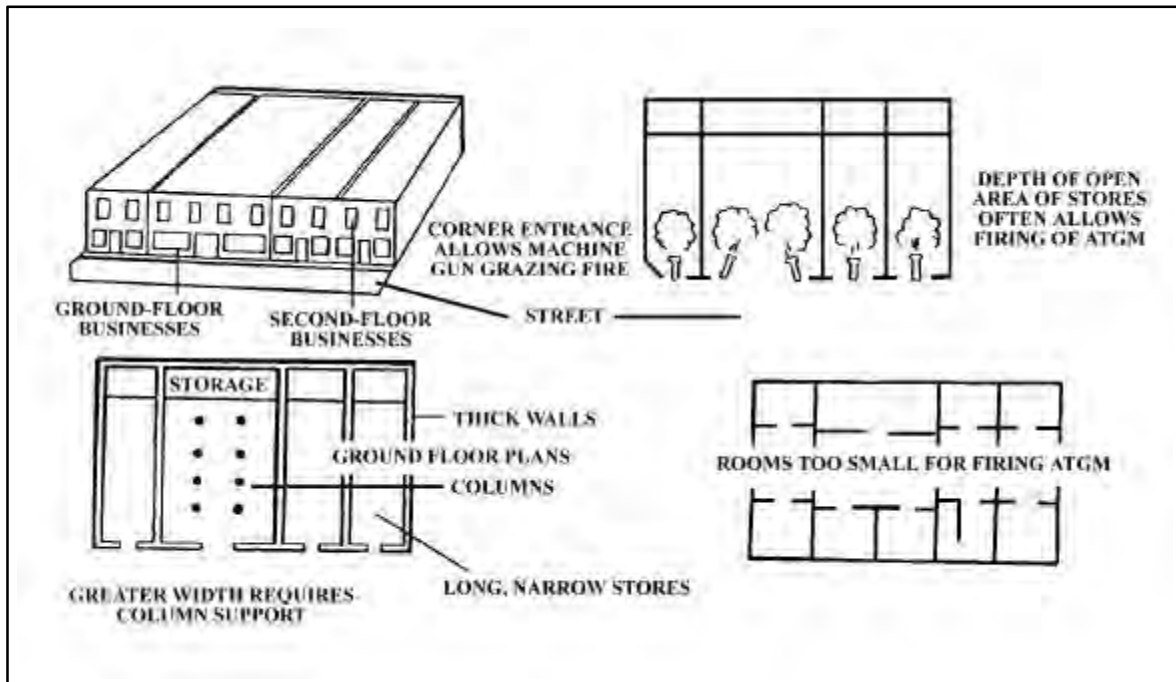 CORNER ENTRANCE
ALLOWS MACHINE
GUN GRAZING FIRE
DEPTH OF OPEN
AREA OF STORES
OFTEN ALLOWS
FIRING OF ATGM
GROUND-FLOOR
BUSINESSES
SECOND-FLOOR
BUSINESSES
STREET
STORAGE
THICK WALLS
GROUND FLOOR PLANS
COLUMNS
ROOMS TOO SMALL FOR FIRING ATGM
LONG, NARROW STORES
GREATER WIDTH REQUIRES
COLUMN SUPPORT